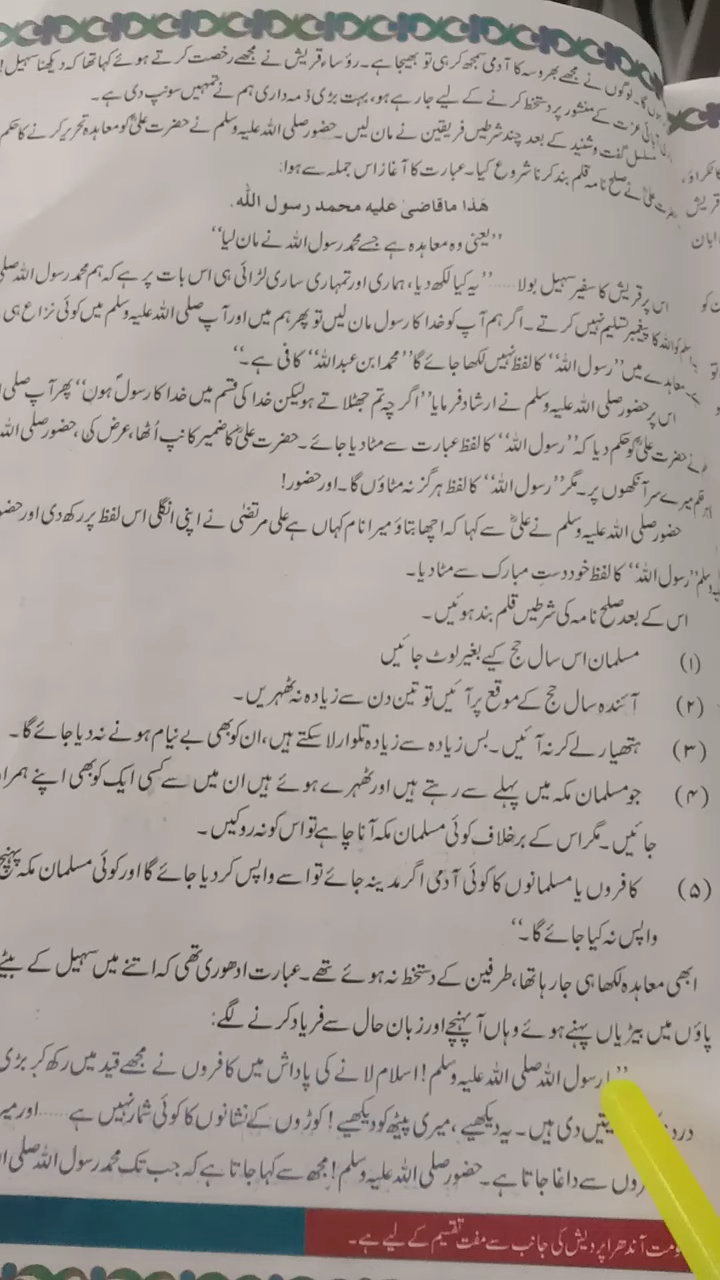 ہوں گا۔ لوگوں نے مجھے بھروسہ کا آدمی سمجھ کر ہی تو بھیجا ہے۔ رؤساء قریش نے مجھے رخصت کرتے ہوئے کہا تھا کہ دیکھنا سہیل!
عزت کے منشور پر دستخط کرنے کے لیے جارہے ہو، بہت بڑی ذمہ داری ہم نے تمہیں سونپ دی ہے۔
مسلسل گفت و شنید کے بعد چند شرطیں فریقین نے مان لیں۔ حضور صلی اللہ علیہ وسلم نے حضرت علیؓ کو معاہدہ تحریر کرنے کا حکم
علیؓ نے صلح نامہ قلم بند کرنا شروع کیا۔ عبارت کا آغاز اس جملہ سے ہوا:
هَذا ماقاضیٰ علیه محمد رسول الله.
”یعنی وہ معاہدہ ہے جسے محمد رسول اللہ نے مان لیا“
اس پر قریش کا سفیر سہیل بولا ...... ”یہ کیا لکھ دیا، ہماری اور تمہاری ساری لڑائی ہی اس بات پر ہے کہ ہم محمد رسول اللہ
کو اللہ کا پیغمبر تسلیم نہیں کرتے۔ اگر ہم آپ کو خدا کا رسول مان لیں تو پھر ہم میں اور آپ صلی اللہ علیہ وسلم میں کوئی نزاع ہی
معاہدے میں ”رسول اللہ“ کا لفظ نہیں لکھا جائے گا ”محمد ابن عبداللہ“ کافی ہے۔“
اس پر حضور صلی اللہ علیہ وسلم نے ارشاد فرمایا ”اگرچہ تم جھٹلاتے ہو لیکن خدا کی قسم میں خدا کا رسولؐ ہوں“ پھر آپ
نے حضرت علیؓ کو حکم دیا کہ ”رسول اللہ“ کا لفظ عبارت سے مٹا دیا جائے۔ حضرت علیؓ کا ضمیر کانپ اُٹھا، عرض کی، حضور صلی اللہ
میرے سر آنکھوں پر۔ مگر ”رسول اللہ“ کا لفظ ہرگز نہ مٹاؤں گا۔ اور حضور!
حضور صلی اللہ علیہ وسلم نے علیؓ سے کہا کہ اچھا بتاؤ میرا نام کہاں ہے علی مرتضیٰ نے اپنی انگلی اس لفظ پر رکھ دی اور
”رسول اللہ“ کا لفظ خود دستِ مبارک سے مٹا دیا۔
اس کے بعد صلح نامہ کی شرطیں قلم بند ہوئیں۔
(۱) مسلمان اس سال حج کیے بغیر لوٹ جائیں
(۲) آئندہ سال حج کے موقع پر آئیں تو تین دن سے زیادہ نہ ٹھہریں۔
(۳) ہتھیار لے کر نہ آئیں۔ بس زیادہ سے زیادہ تلوار لا سکتے ہیں، ان کو بھی بے نیام ہونے نہ دیا جائے گا۔
(۴) جو مسلمان مکہ میں پہلے سے رہتے ہیں اور ٹھہرے ہوئے ہیں ان میں سے کسی ایک کو بھی اپنے
جائیں۔ مگر اس کے برخلاف کوئی مسلمان مکہ آنا چاہے تو اس کو نہ روکیں۔
(۵) کافروں یا مسلمانوں کا کوئی آدمی اگر مدینہ جائے تو اسے واپس کر دیا جائے گا اور کوئی مسلمان مکہ
واپس نہ کیا جائے گا۔“
ابھی معاہدہ لکھا ہی جا رہا تھا، طرفین کے دستخط نہ ہوئے تھے۔ عبارت ادھوری تھی کہ اتنے میں سہیل کے بیٹے
پاؤں میں بیڑیاں پہنے ہوئے وہاں آ پہنچے اور زبان حال سے فریاد کرنے لگے:
رسول اللہ صلی اللہ علیہ وسلم! اسلام لانے کی پاداش میں کافروں نے مجھے قید میں رکھ کر بڑی
دی ہیں۔ یہ دیکھیے، میری پیٹھ کو دیکھیے! کوڑوں کے نشانوں کا کوئی شمار نہیں ہے ...... اور
سے داغا جاتا ہے۔ حضور صلی اللہ علیہ وسلم! مجھ سے کہا جاتا ہے کہ جب تک محمد رسول اللہ
آندھرا پردیش کی جانب سے مفت تقسیم کے لیے ہے۔
قریش